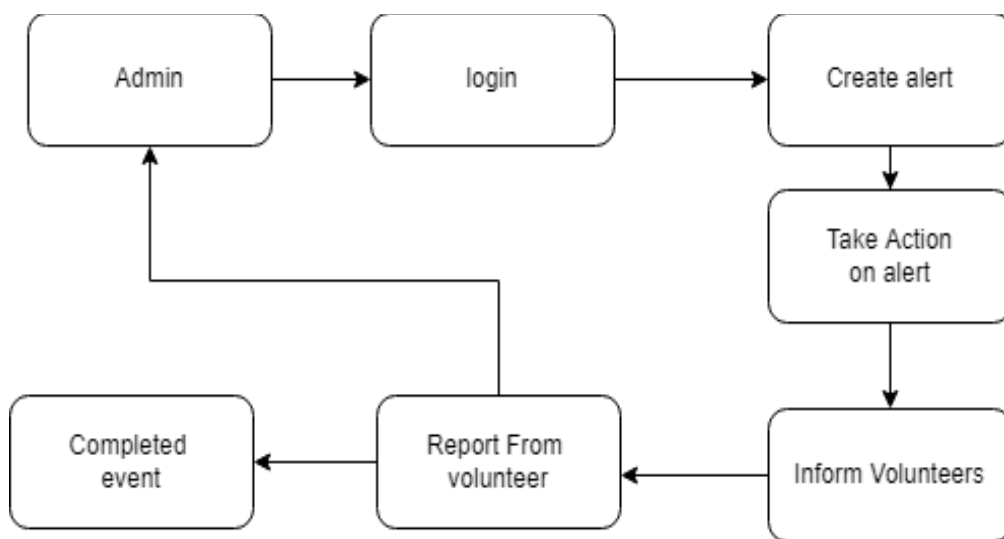 Admin
login
Create alert
Take Action
on alert
Inform Volunteers
Report From
volunteer
Completed
event